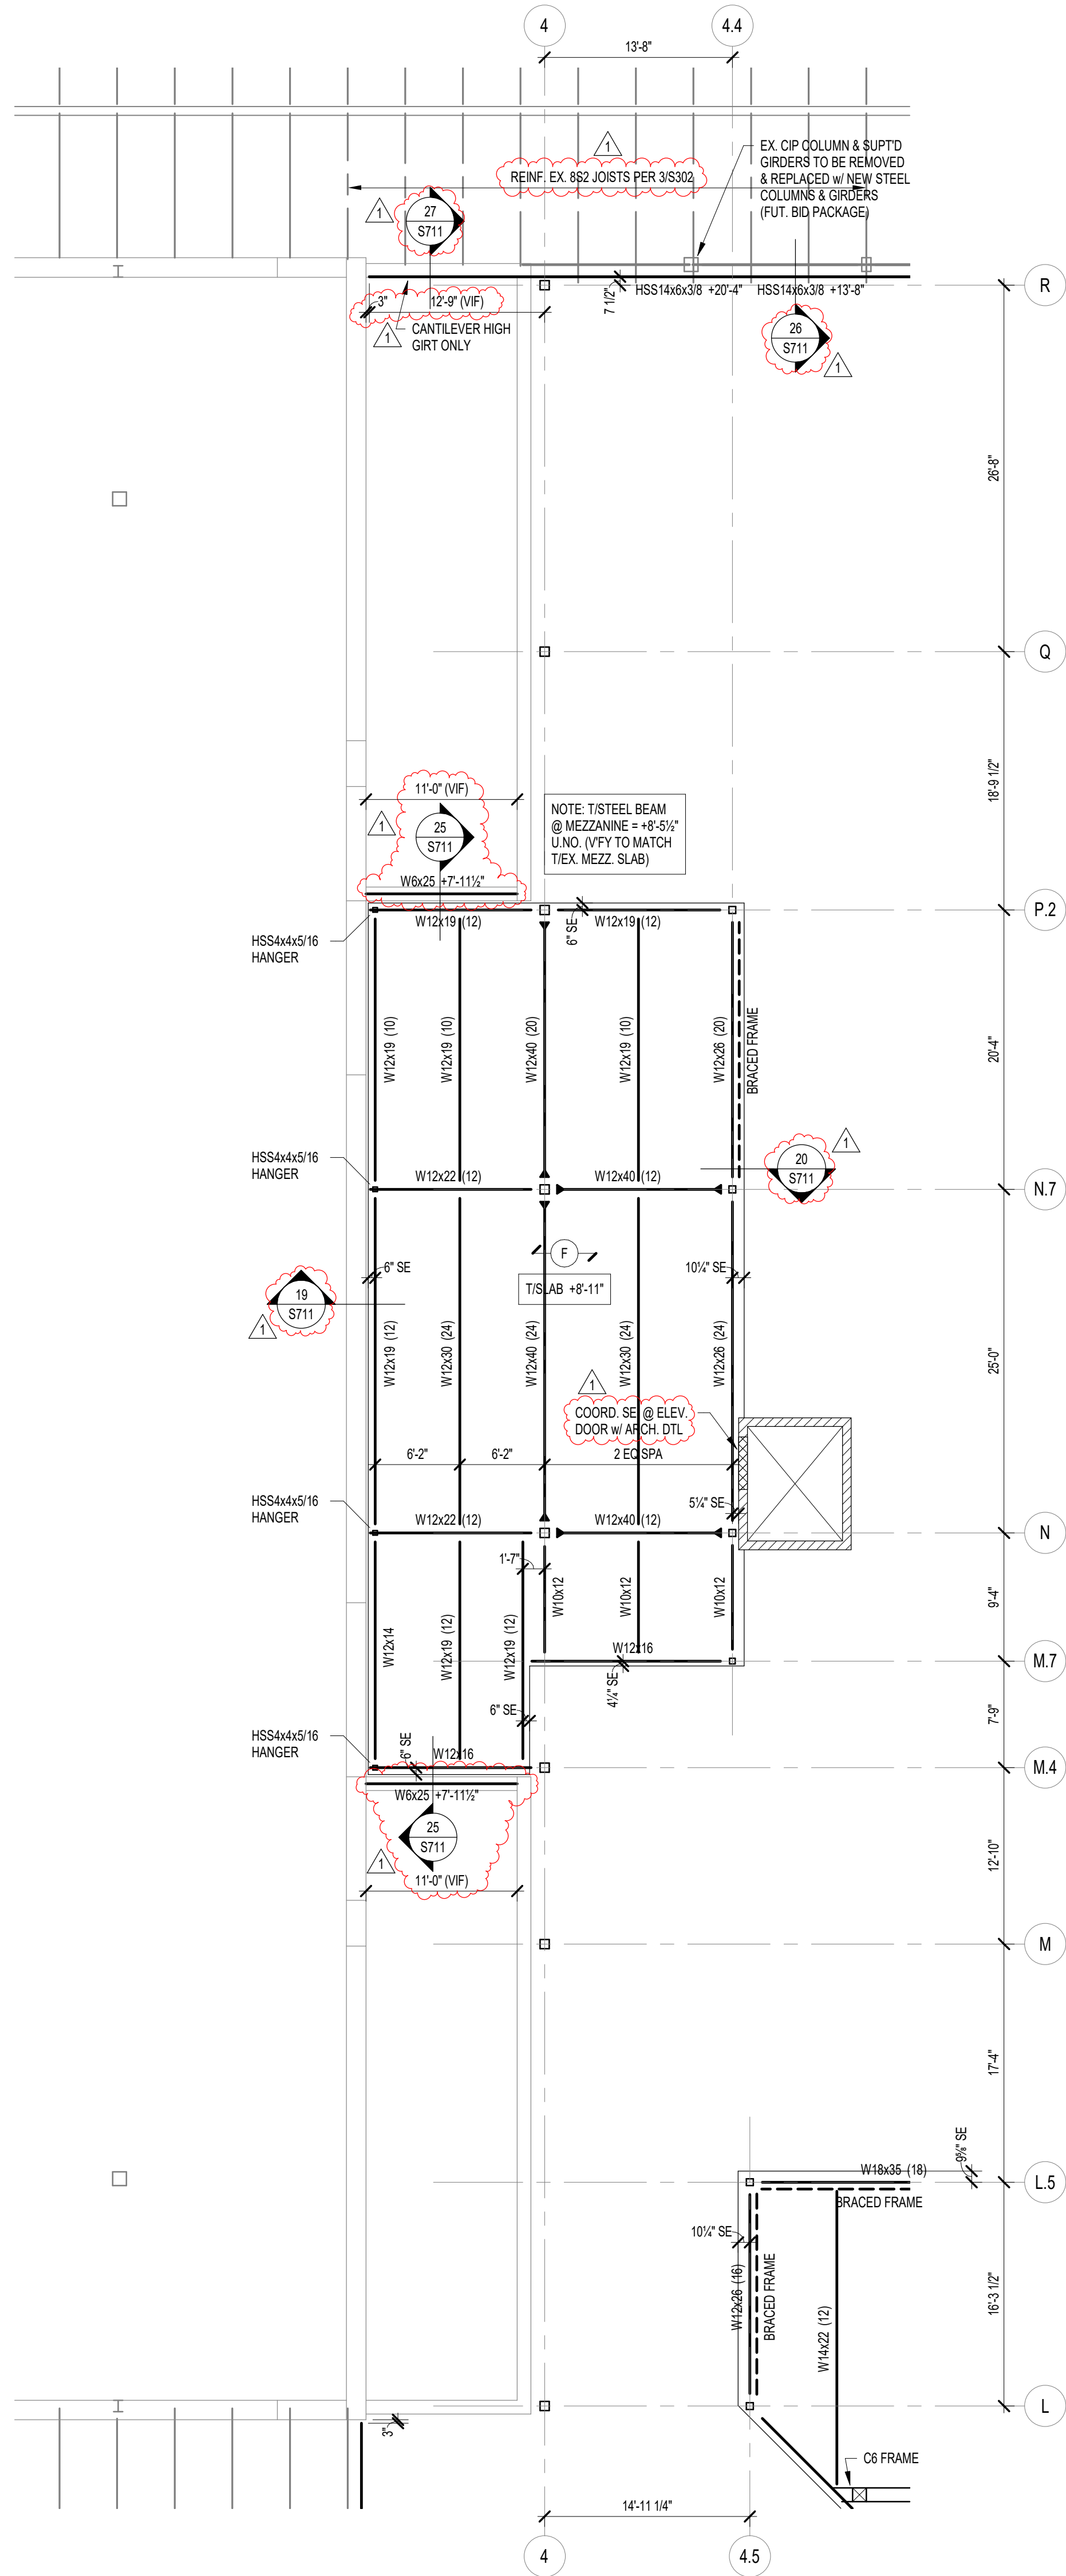 4
4.4
13'-8"
1
REINF. EX. 8S2 JOISTS PER 3/S302
EX. CIP COLUMN & SUPT'D
GIRDERS TO BE REMOVED
& REPLACED w/ NEW STEEL
COLUMNS & GIRDERS
(FUT. BID PACKAGE)
1
27
S711
3"
12'-9" (VIF)
1
CANTILEVER HIGH
GIRT ONLY
7 1/2"
HSS14x6x3/8 +20'-4"
HSS14x6x3/8 +13'-8"
R
26
S711
1
26'-8"
Q
18'-9 1/2"
11'-0" (VIF)
1
25
S711
W6x25 +7'-11½"
NOTE: T/STEEL BEAM
@ MEZZANINE = +8'-5½"
U.NO. (V'FY TO MATCH
T/EX. MEZZ. SLAB)
P.2
W12x19 (12)
6" SE
W12x19 (12)
HSS4x4x5/16
HANGER
W12x19 (10)
W12x19 (10)
W12x40 (20)
W12x19 (10)
W12x26 (20)
BRACED FRAME
20'-4"
HSS4x4x5/16
HANGER
W12x22 (12)
W12x40 (12)
20
S711
1
N.7
F
T/SLAB +8'-11"
6" SE
10¼" SE
19
S711
1
W12x19 (12)
W12x30 (24)
W12x40 (24)
W12x30 (24)
W12x26 (24)
25'-0"
1
COORD. SE @ ELEV.
DOOR w/ ARCH. DTL
6'-2"
6'-2"
2 EQ SPA
5¼" SE
HSS4x4x5/16
HANGER
W12x22 (12)
W12x40 (12)
N
1'-7"
W12x14
W12x19 (12)
W12x19 (12)
W10x12
W10x12
W10x12
9'-4"
W12x16
4¼" SE
M.7
6" SE
7'-9"
HSS4x4x5/16
HANGER
6" SE
W12x16
M.4
W6x25 +7'-11½"
25
S711
1
11'-0" (VIF)
12'-10"
M
17'-4"
9⅝" SE
W18x35 (18)
L.5
BRACED FRAME
10¼" SE
W12x26 (16)
BRACED FRAME
W14x22 (12)
16'-3 1/2"
L
3"
C6 FRAME
14'-11 1/4"
4
4.5